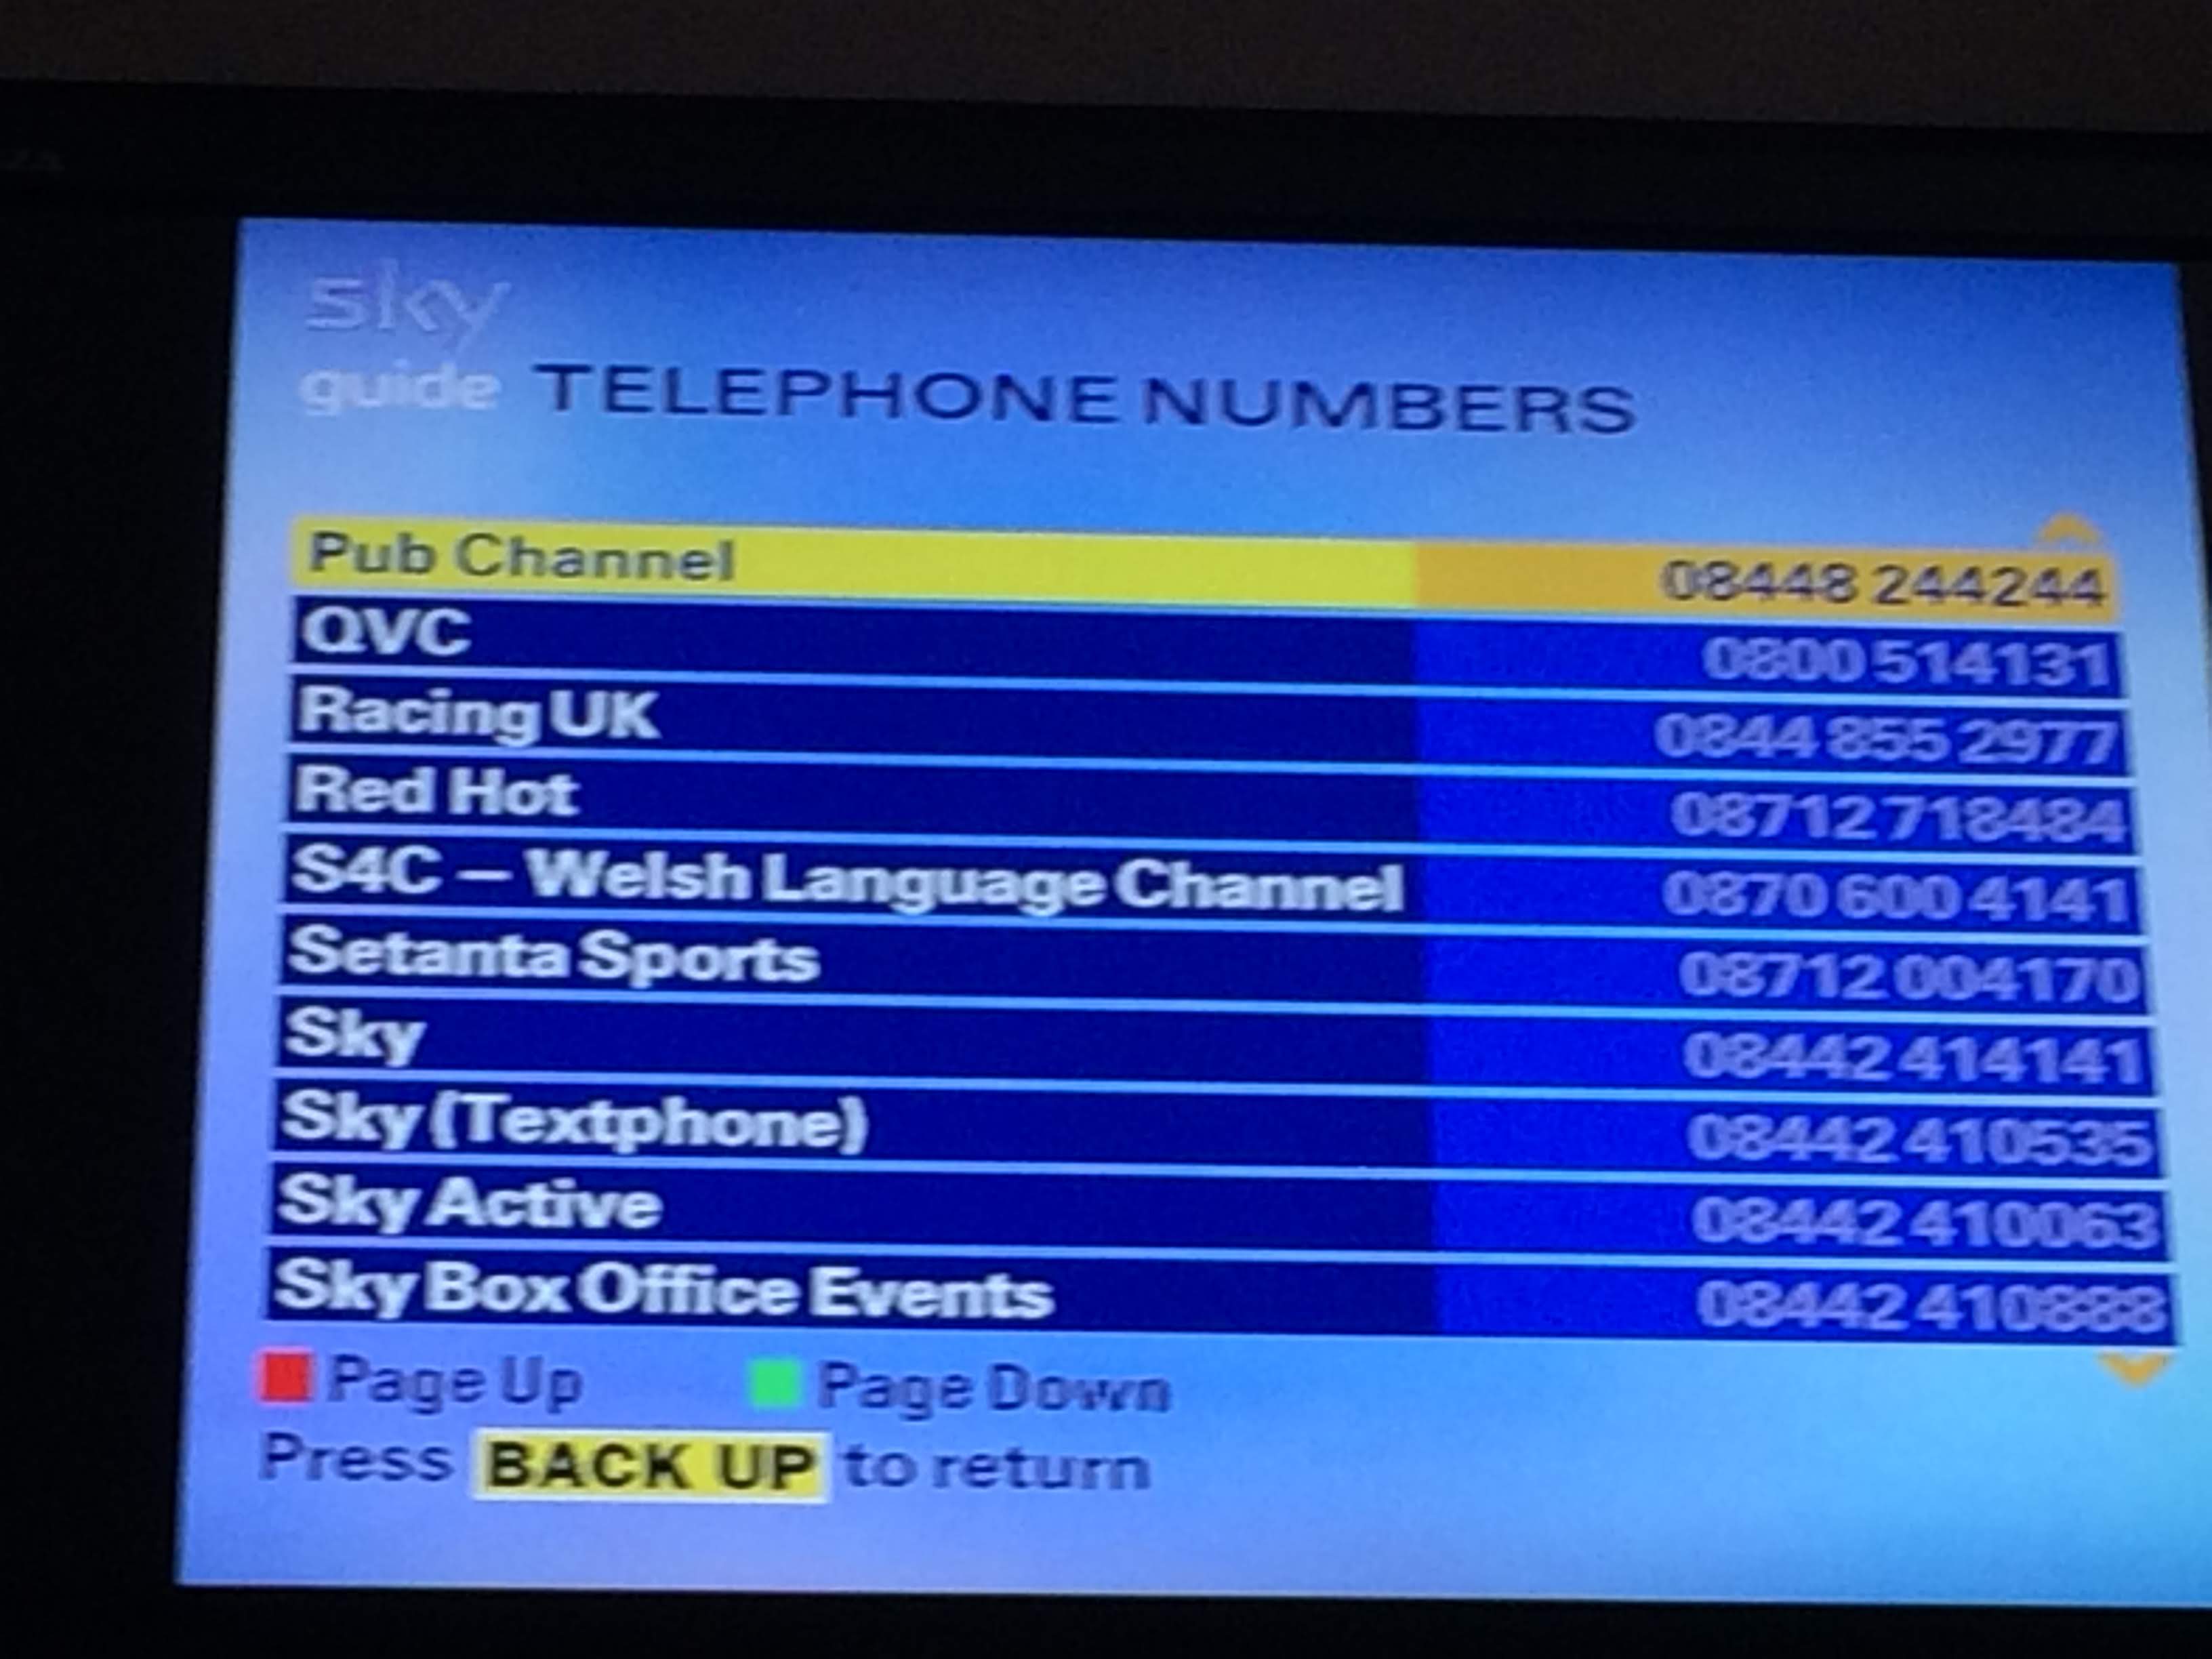 sky
guide TELEPHONE NUMBERS
Pub Channel 08448 244244
QVC 0800 514131
Racing UK 0844 855 2977
Red Hot 08712 718484
S4C – Welsh Language Channel 0870 600 4141
Setanta Sports 08712 004170
Sky 08442 414141
Sky (Textphone) 08442 410535
Sky Active 08442 410063
Sky Box Office Events 08442 410888
Page Up Page Down
Press BACK UP to return